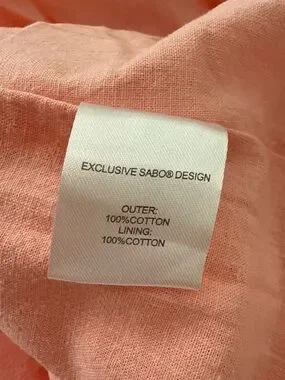 EXCLUSIVE SABO® DESIGN
OUTER:
100%COTTON
LINING:
100%COTTON